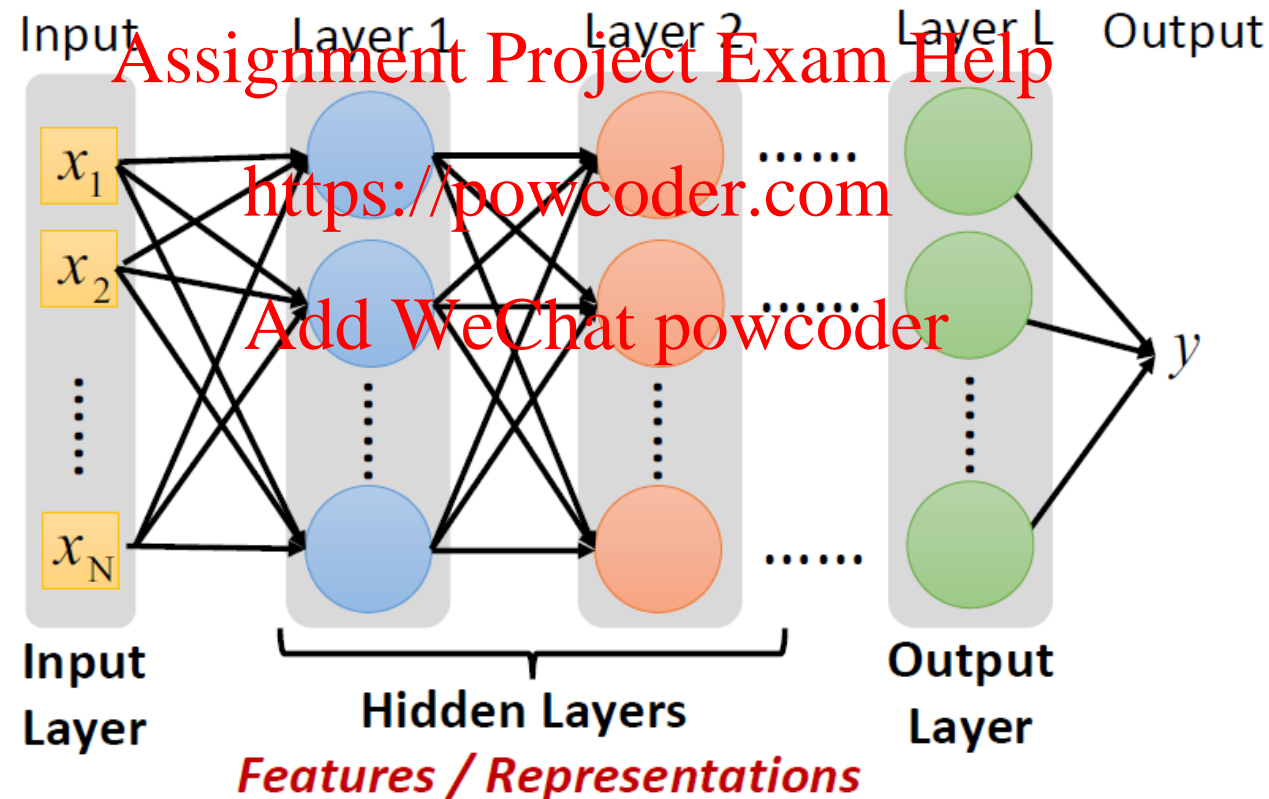 Input Layer 1 Layer 2 Layer L Output
Assignment Project Exam Help
x1
https://powcoder.com
x2
Add WeChat powcoder
y
xN
Input Layer
Hidden Layers
Output Layer
Features / Representations